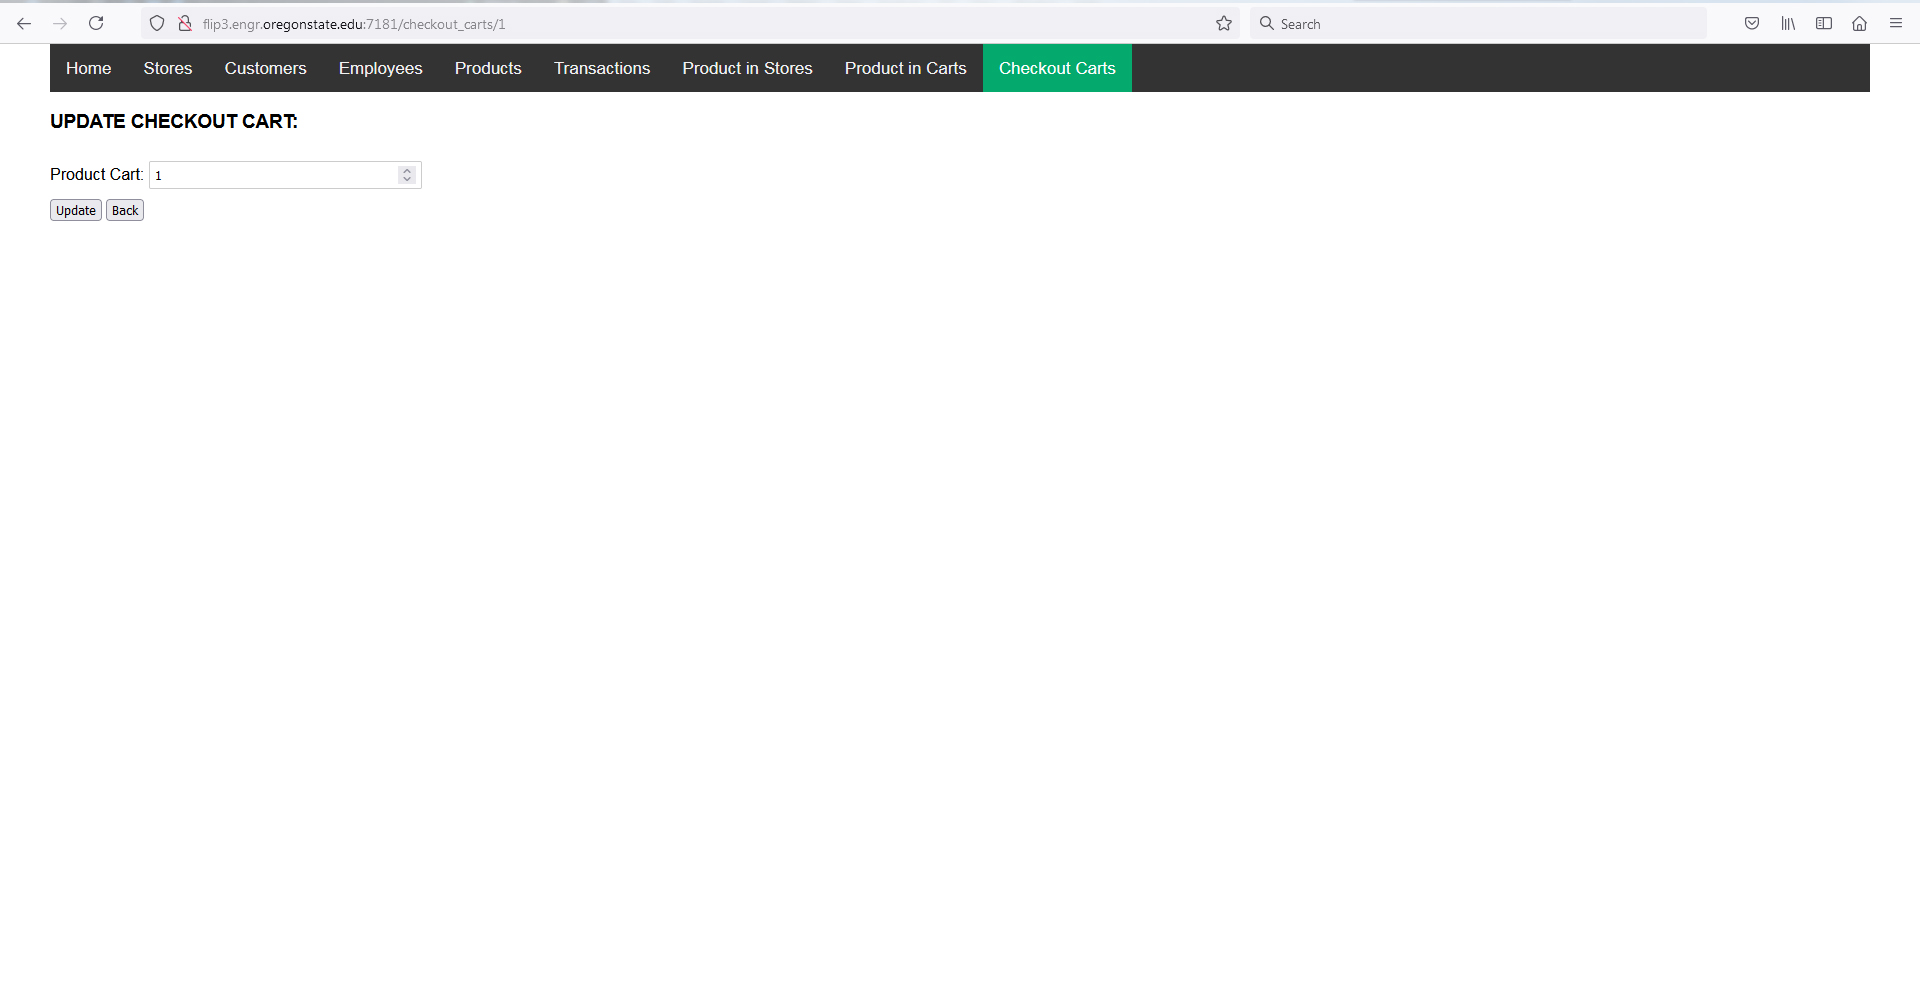 flip3.engr.oregonstate.edu:7181/checkout_carts/1 Search
Home Stores Customers Employees Products Transactions Product in Stores Product in Carts Checkout Carts
UPDATE CHECKOUT CART:
Product Cart: 1
Update Back